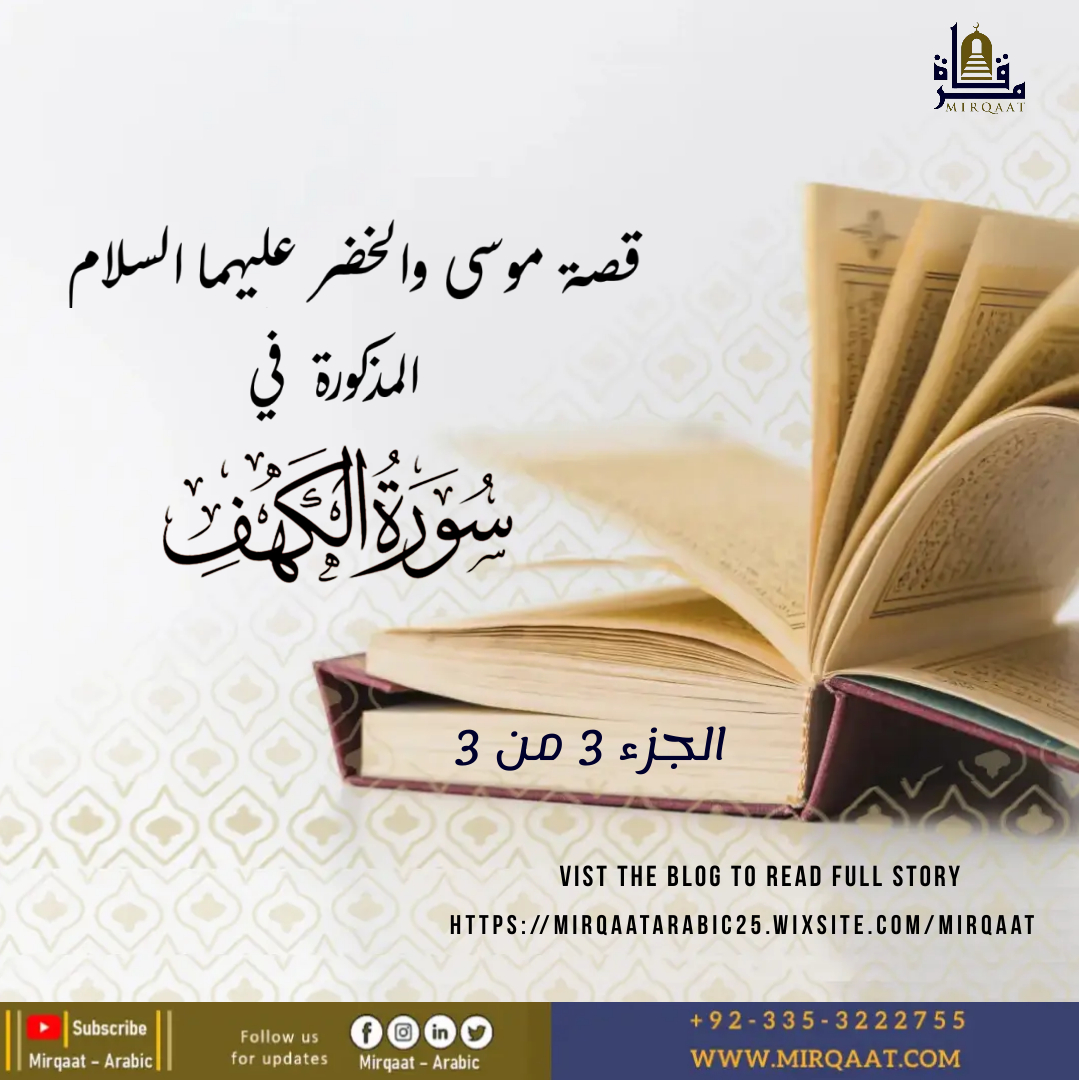 مرقاة
MIRQAAT
قصة موسى والخضر عليهما السلام
المذكورة في
سُورَةُ الكَهْفِ
الجزء 3 من 3
VIST THE BLOG TO READ FULL STORY
HTTPS://MIRQAATARABIC25.WIXSITE.COM/MIRQAAT
Subscribe
Mirqaat – Arabic
Follow us
for updates
Mirqaat – Arabic
+92-335-3222755
WWW.MIRQAAT.COM